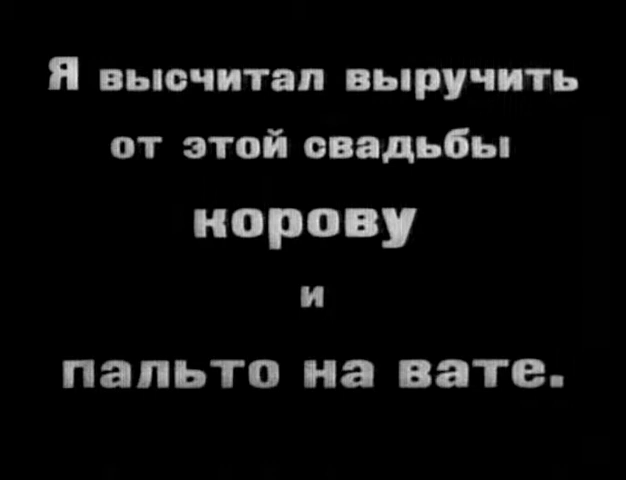 Я высчитал выручить
от этой свадьбы
корову
и
пальто на вате.